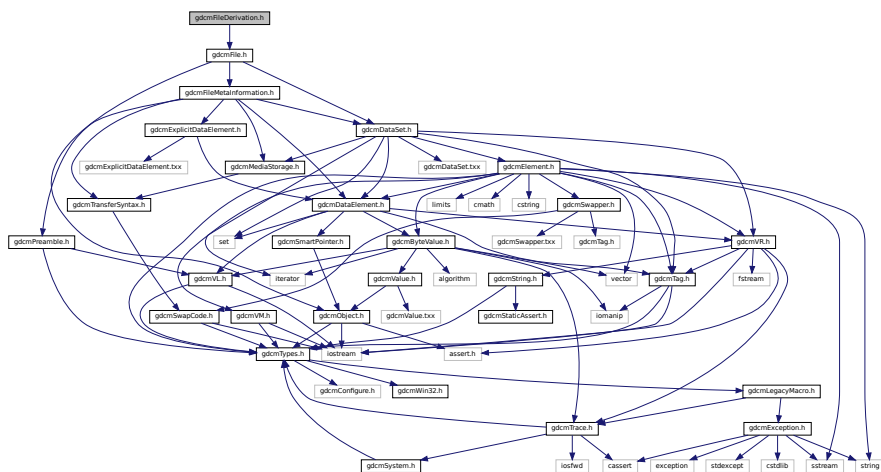 gdcmFileDerivation.h
gdcmFile.h
gdcmFileMetaInformation.h
gdcmExplicitDataElement.h
gdcmDataSet.h
gdcmExplicitDataElement.txx
gdcmMediaStorage.h
gdcmDataSet.txx
gdcmElement.h
gdcmTransferSyntax.h
gdcmDataElement.h
limits
cmath
cstring
gdcmSwapper.h
gdcmPreamble.h
set
gdcmSmartPointer.h
gdcmByteValue.h
gdcmSwapper.txx
gdcmTag.h
gdcmVR.h
gdcmVL.h
iterator
gdcmValue.h
algorithm
gdcmString.h
vector
gdcmTag.h
fstream
gdcmSwapCode.h
gdcmVM.h
gdcmObject.h
gdcmValue.txx
gdcmStaticAssert.h
iomanip
gdcmTypes.h
iostream
assert.h
gdcmConfigure.h
gdcmWin32.h
gdcmLegacyMacro.h
gdcmTrace.h
gdcmException.h
gdcmSystem.h
iosfwd
cassert
exception
stdexcept
cstdlib
sstream
string